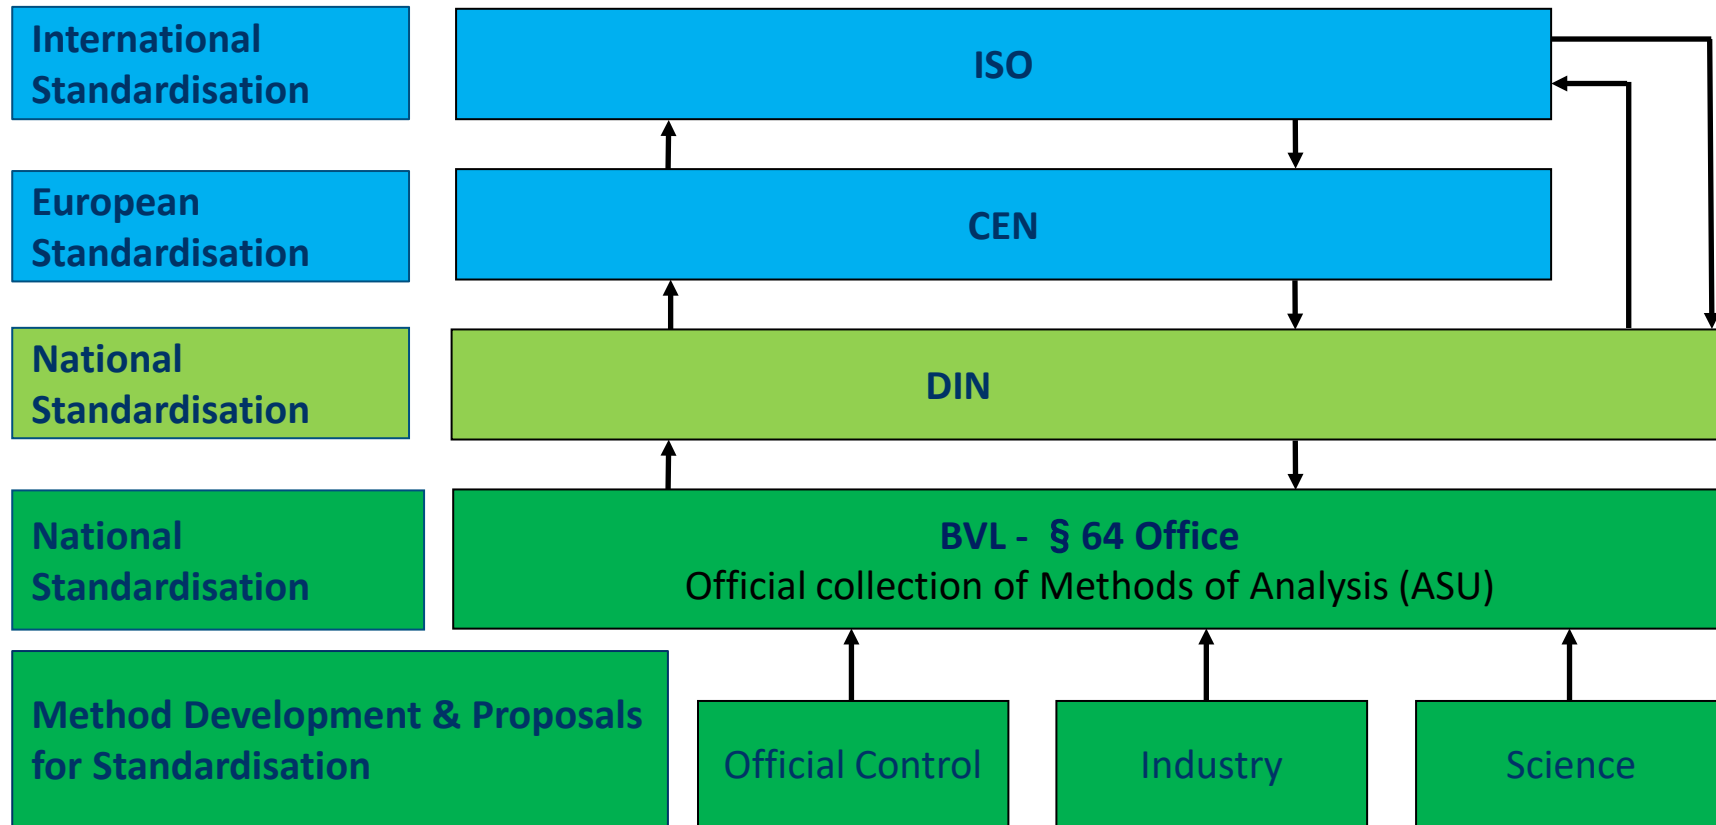 International
Standardisation
ISO
European
Standardisation
CEN
National
Standardisation
DIN
National
Standardisation
BVL - § 64 Office
Official collection of Methods of Analysis (ASU)
Method Development & Proposals
for Standardisation
Official Control
Industry
Science